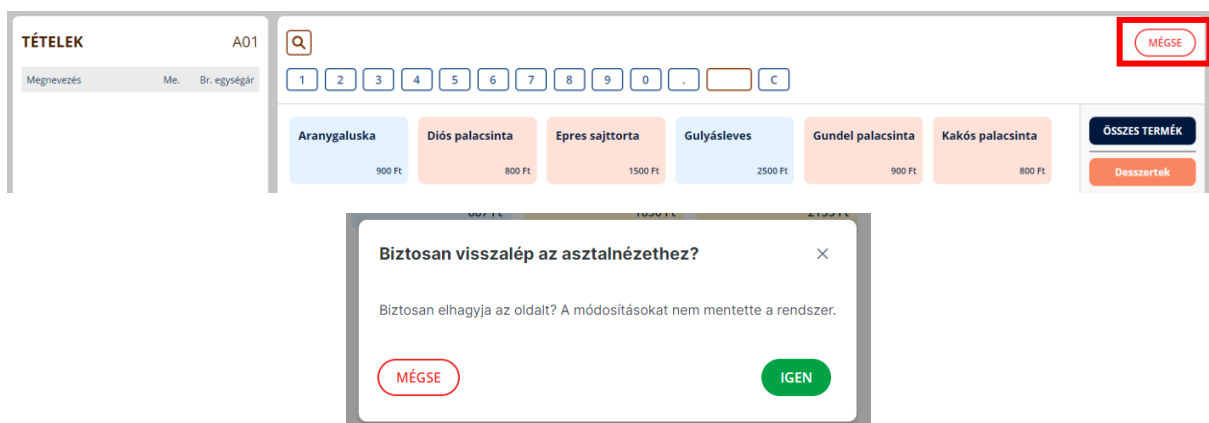 TÉTELEK A01
MÉGSE
Megnevezés Me. Br. egységár
1 2 3 4 5 6 7 8 9 0 . C
Aranygaluska Diós palacsinta Epres sajttorta Gulyásleves Gundel palacsinta Kakós palacsinta
900 Ft 800 Ft 1500 Ft 2500 Ft 900 Ft 800 Ft
ÖSSZES TERMÉK
Desszertek
Biztosan visszalép az asztalnézethez?
Biztosan elhagyja az oldalt? A módosításokat nem mentette a rendszer.
MÉGSE IGEN